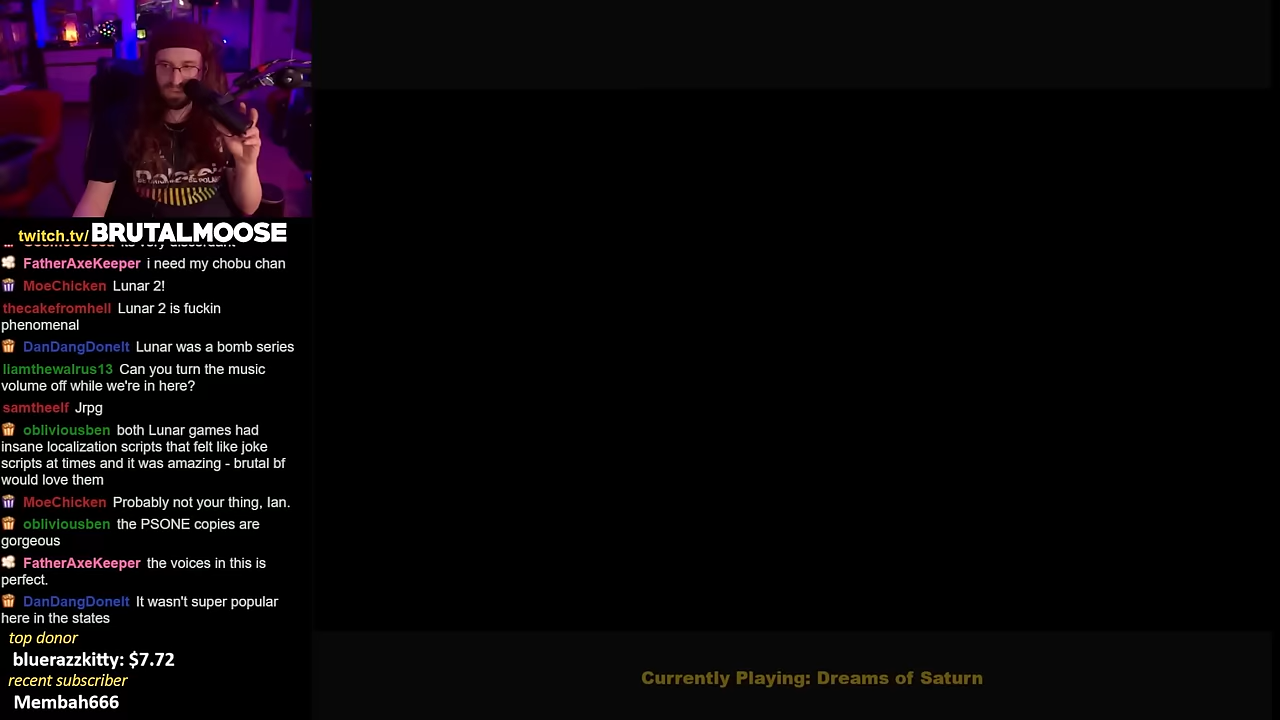 twitch.tv/BRUTALMOOSE
FatherAxeKeeper i need my chobu chan
MoeChicken Lunar 2!
thecakefromhell Lunar 2 is fuckin
phenomenal
DanDangDoneIt Lunar was a bomb series
liamthewalrus13 Can you turn the music
volume off while we're in here?
samtheelf Jrpg
obliviousben both Lunar games had
insane localization scripts that felt like joke
scripts at times and it was amazing - brutal bf
would love them
MoeChicken Probably not your thing, Ian.
obliviousben the PSONE copies are
gorgeous
FatherAxeKeeper the voices in this is
perfect.
DanDangDoneIt It wasn't super popular
here in the states
top donor
bluerazzkitty: $7.72
recent subscriber
Membah666
Currently Playing: Dreams of Saturn